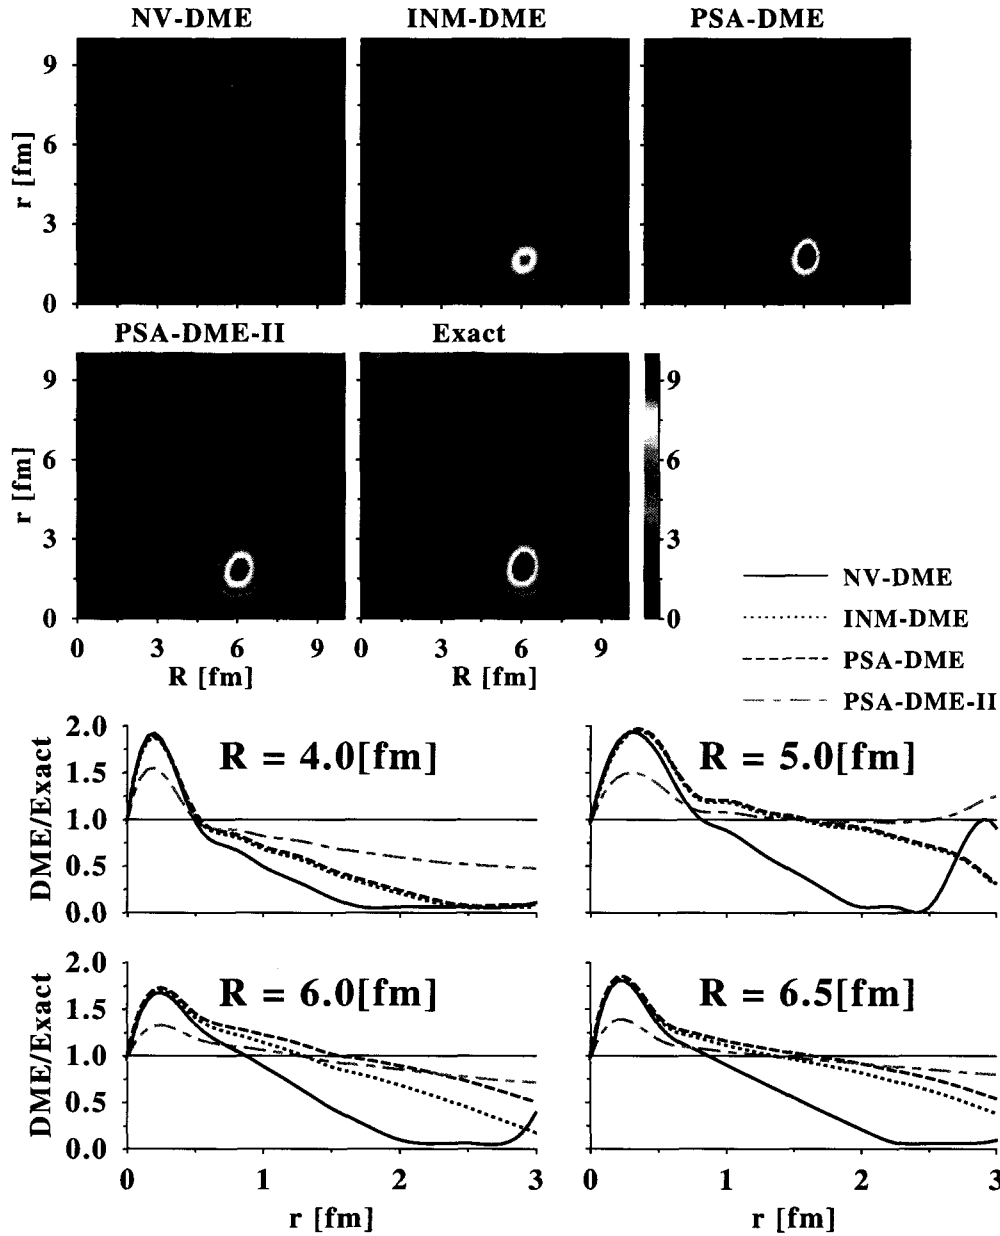 NV-DME INM-DME PSA-DME
9
6
3
0
r [fm]
PSA-DME-II Exact
9
6
3
0
r [fm]
9
6
3
0
0 3 6 9 0 3 6 9
R [fm] R [fm]
NV-DME
INM-DME
PSA-DME
PSA-DME-II
2.0
1.5
1.0
0.5
0.0
DME/Exact
R = 4.0[fm] R = 5.0[fm]
2.0
1.5
1.0
0.5
0.0
DME/Exact
R = 6.0[fm] R = 6.5[fm]
0 1 2 3 0 1 2 3
r [fm] r [fm]